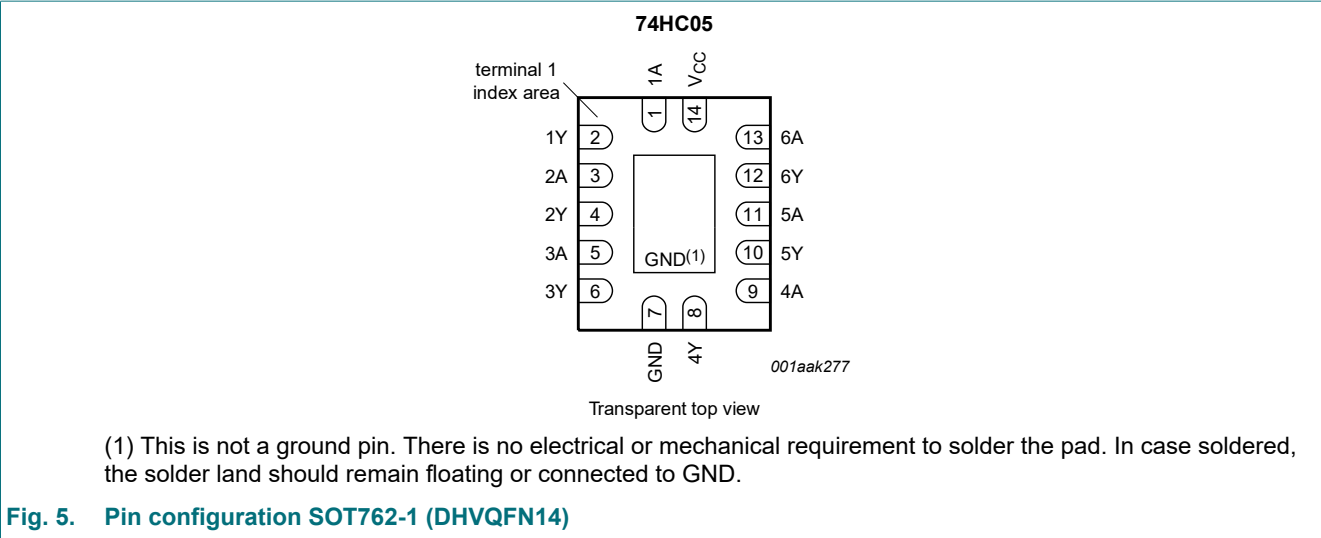 74HC05
terminal 1
index area
1A
VCC
1
14
1Y 2
13 6A
2A 3
12 6Y
2Y 4
11 5A
3A 5
10 5Y
3Y 6
9 4A
GND(1)
7
8
GND
4Y
001aak277
Transparent top view
(1) This is not a ground pin. There is no electrical or mechanical requirement to solder the pad. In case soldered,
the solder land should remain floating or connected to GND.
Fig. 5. Pin configuration SOT762-1 (DHVQFN14)